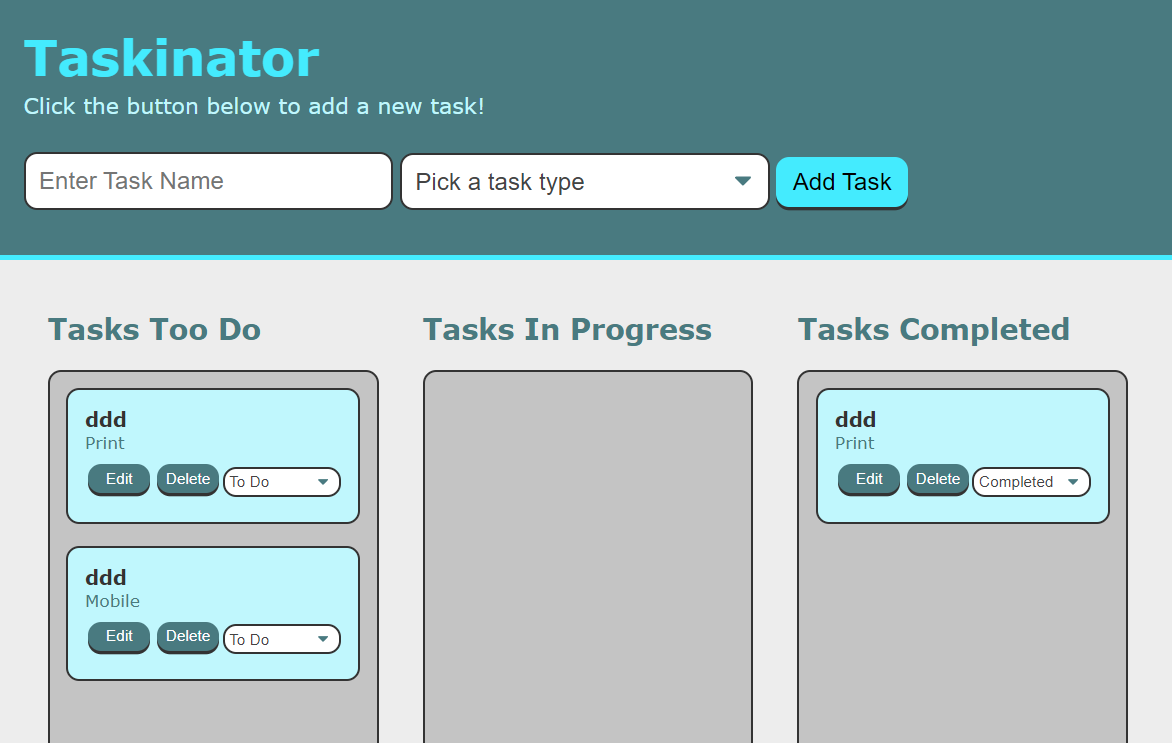 Taskinator
Click the button below to add a new task!
Enter Task Name
Pick a task type
Add Task
Tasks Too Do
ddd
Print
Edit Delete To Do
ddd
Mobile
Edit Delete To Do
Tasks In Progress
Tasks Completed
ddd
Print
Edit Delete Completed